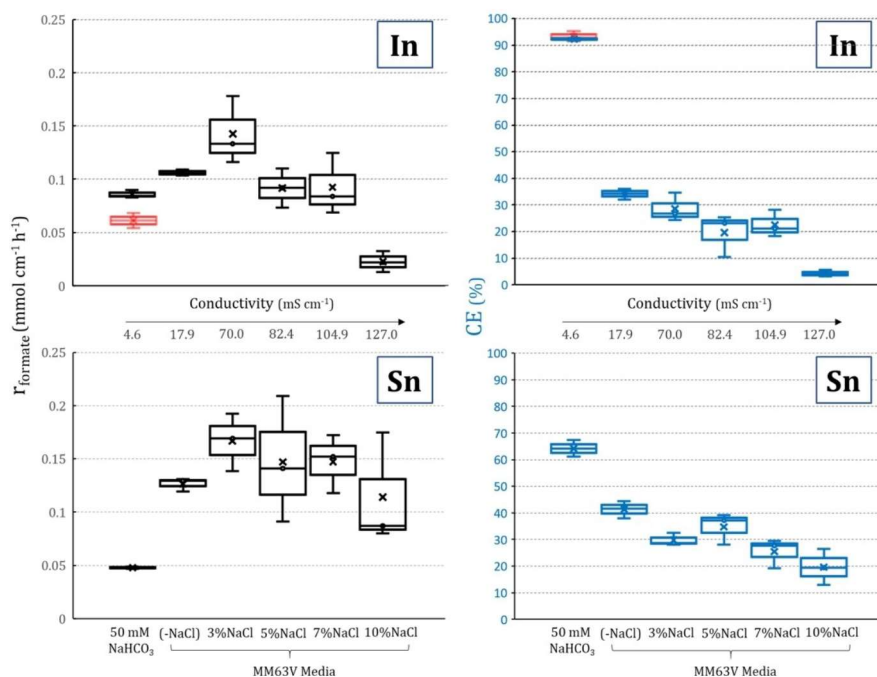 In
In
0.25
0.2
0.15
0.1
0.05
0
100
90
80
70
60
50
40
30
20
10
0
r formate (mmol cm⁻¹ h⁻¹)
CE (%)
Conductivity (mS cm⁻¹)
4.6 17.9 70.0 82.4 104.9 127.0
Conductivity (mS cm⁻¹)
4.6 17.9 70.0 82.4 104.9 127.0
Sn
Sn
0.25
0.2
0.15
0.1
0.05
0
100
90
80
70
60
50
40
30
20
10
0
50 mM (-NaCl) 3%NaCl 5%NaCl 7%NaCl 10%NaCl
NaHCO₃
MM63V Media
50 mM (-NaCl) 3%NaCl 5%NaCl 7%NaCl 10%NaCl
NaHCO₃
MM63V Media